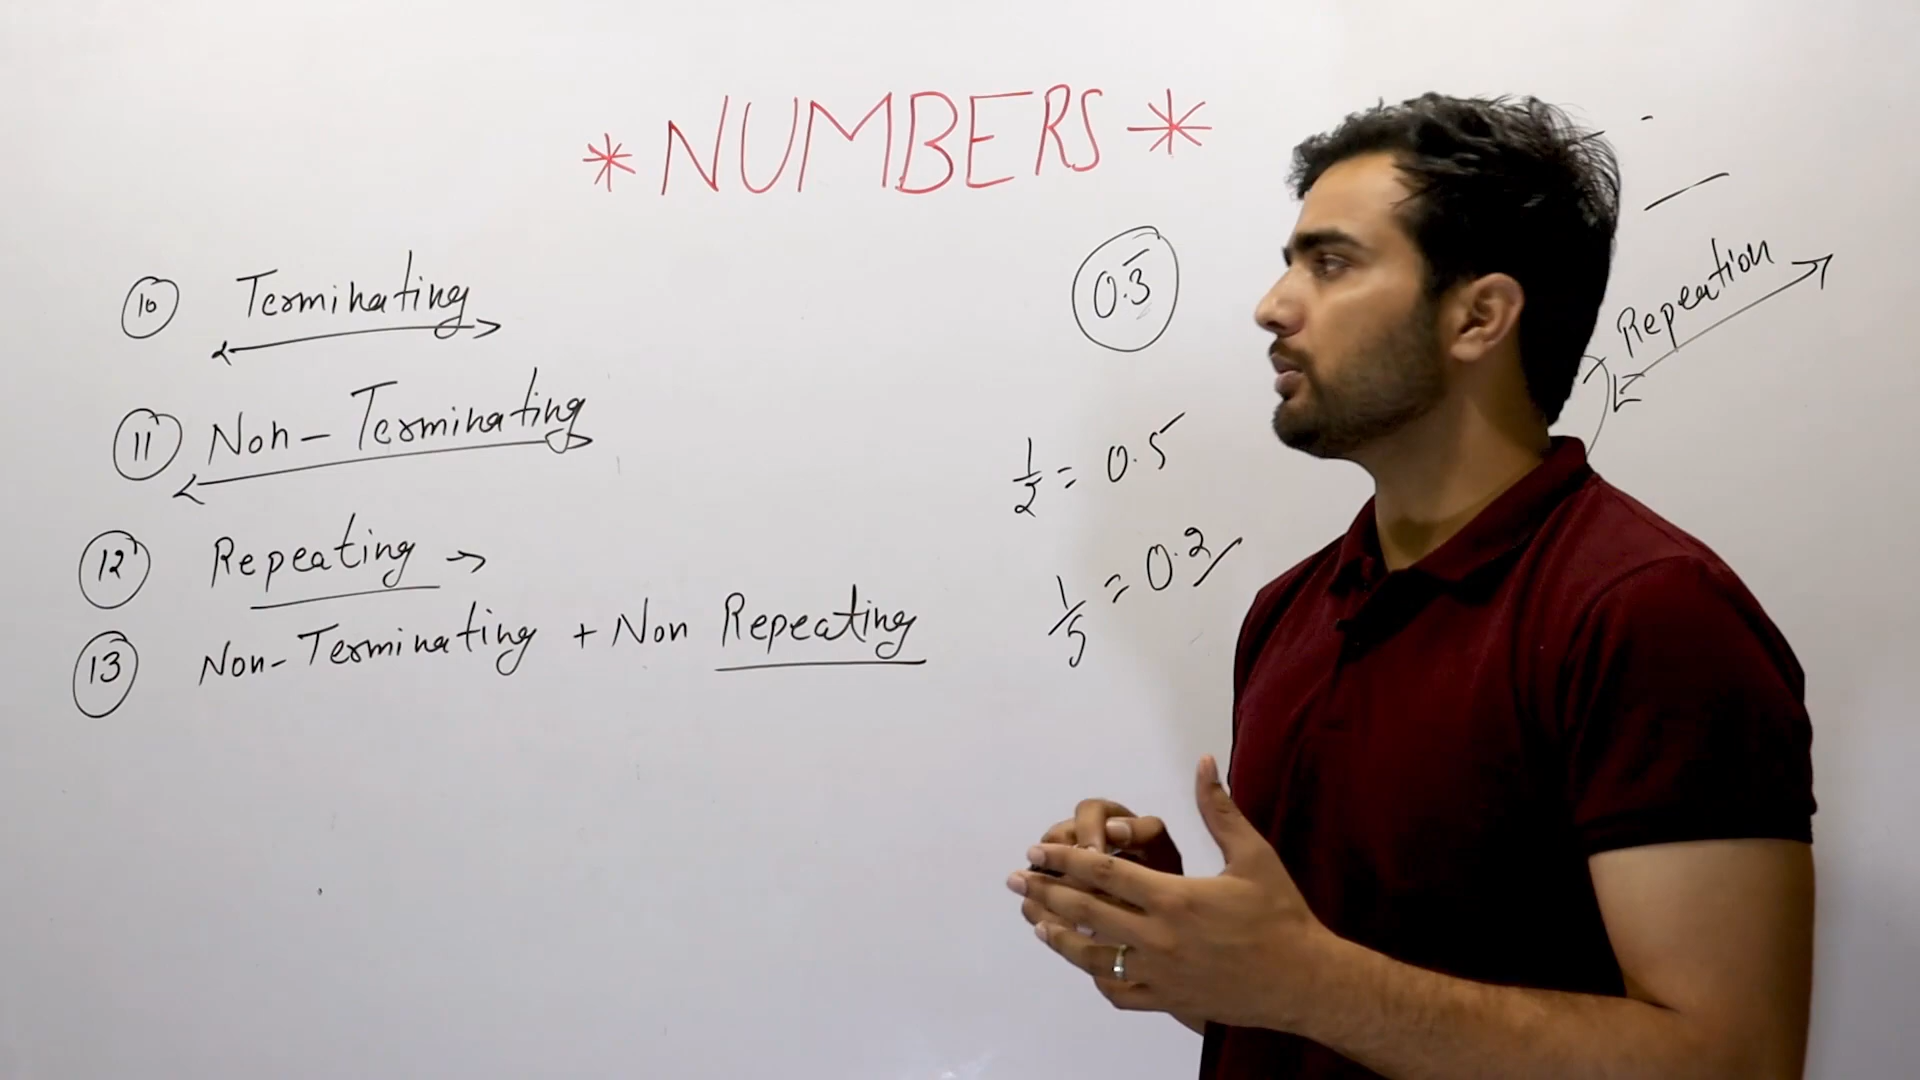 * NUMBERS *
10 Terminating
11 Non-Terminating
12 Repeating →
13 Non-Terminating + Non Repeating
0.3̅
1/2 = 0.5
1/5 = 0.2
Repeation